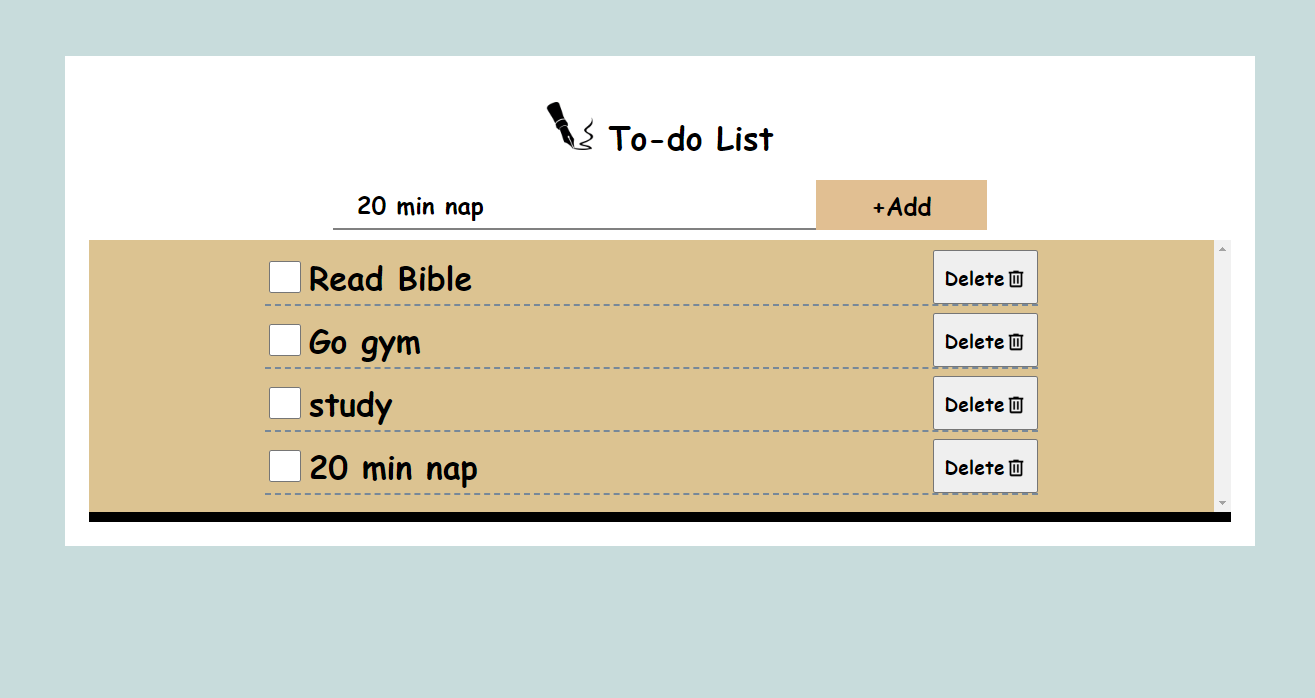 To-do List
20 min nap
+Add
Read Bible
Delete
Go gym
Delete
study
Delete
20 min nap
Delete